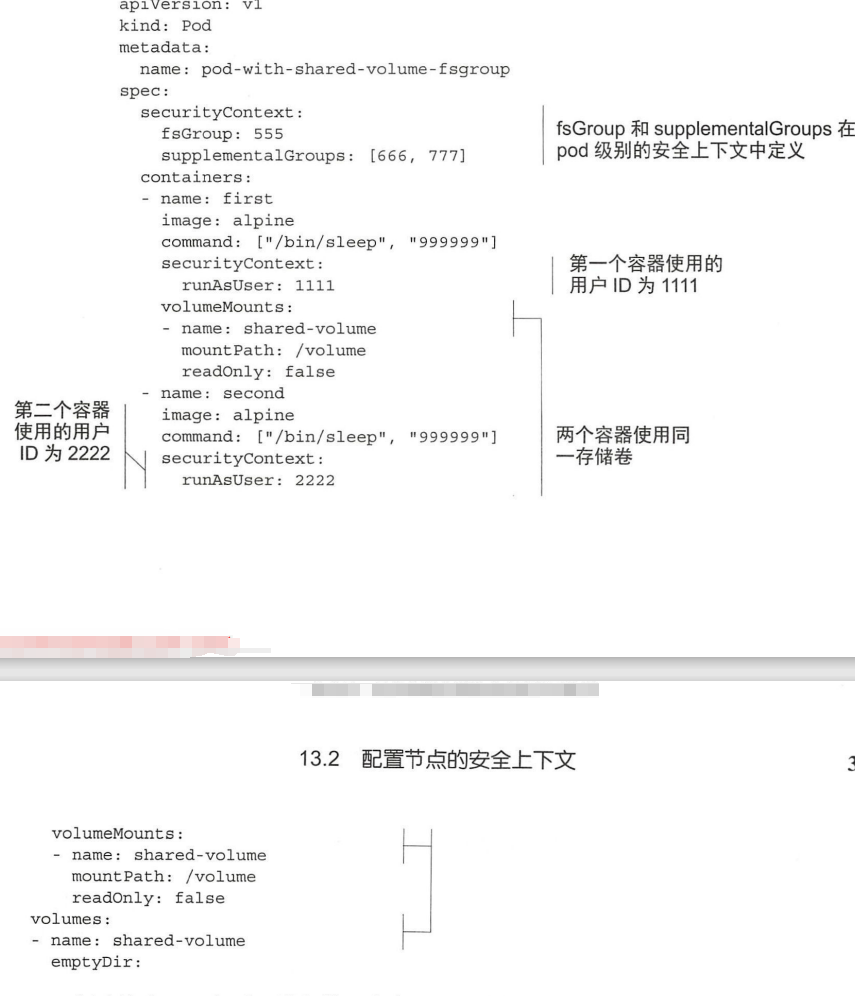 apiVersion: v1
kind: Pod
metadata:
  name: pod-with-shared-volume-fsgroup
spec:
  securityContext:
    fsGroup: 555
    supplementalGroups: [666, 777]
fsGroup 和 supplementalGroups 在
pod 级别的安全上下文中定义
  containers:
  - name: first
    image: alpine
    command: ["/bin/sleep", "999999"]
    securityContext:
      runAsUser: 1111
第一个容器使用的
用户 ID 为 1111
    volumeMounts:
    - name: shared-volume
      mountPath: /volume
      readOnly: false
  - name: second
    image: alpine
    command: ["/bin/sleep", "999999"]
    securityContext:
      runAsUser: 2222
第二个容器
使用的用户
ID 为 2222
两个容器使用同
一存储卷
13.2 配置节点的安全上下文
3
    volumeMounts:
    - name: shared-volume
      mountPath: /volume
      readOnly: false
  volumes:
  - name: shared-volume
    emptyDir: